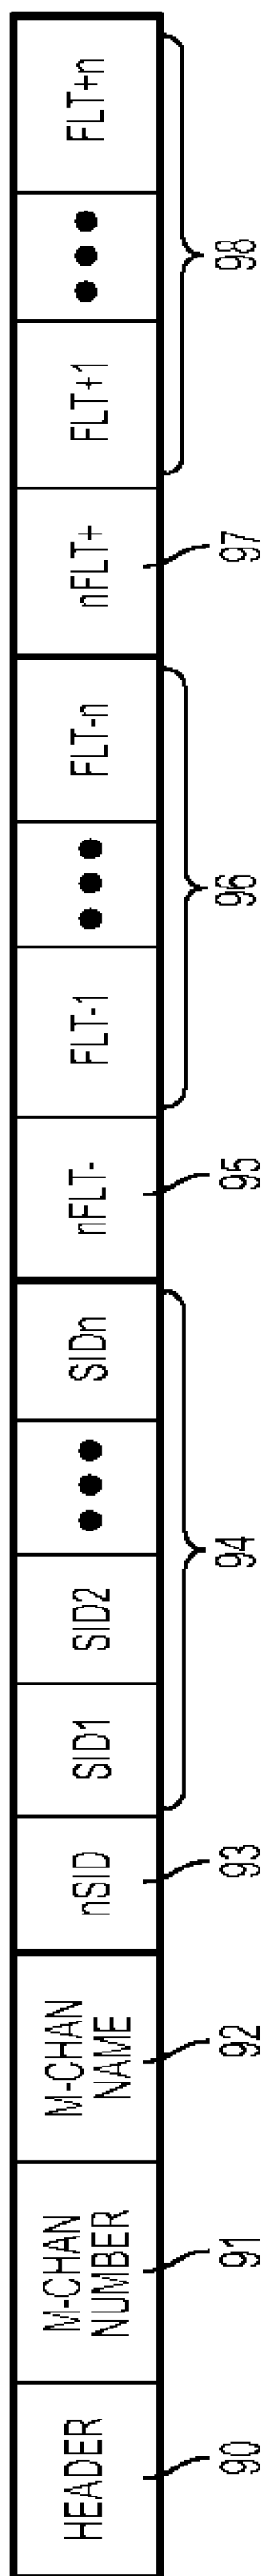 HEADER
M-CHAN
NUMBER
M-CHAN
NAME
nSID
SID1
SID2
●●●
SIDn
nFLT-
FLT-1
●●●
FLT-n
nFLT+
FLT+1
●●●
FLT+n
90
91
92
93
94
95
96
97
98